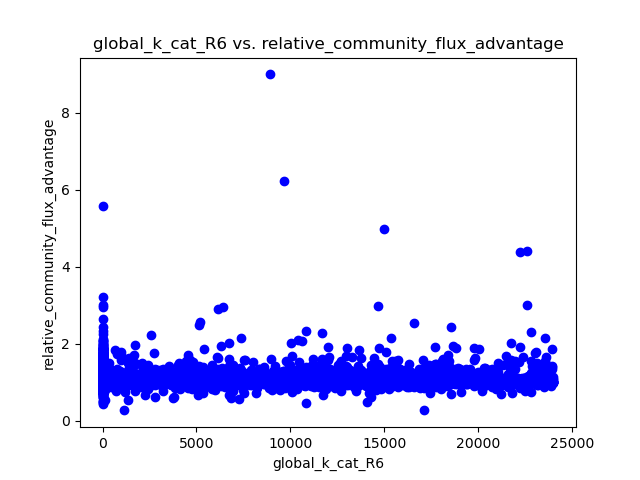 global_k_cat_R6 vs. relative_community_flux_advantage
relative_community_flux_advantage
8
6
4
2
0
0 5000 10000 15000 20000 25000
global_k_cat_R6